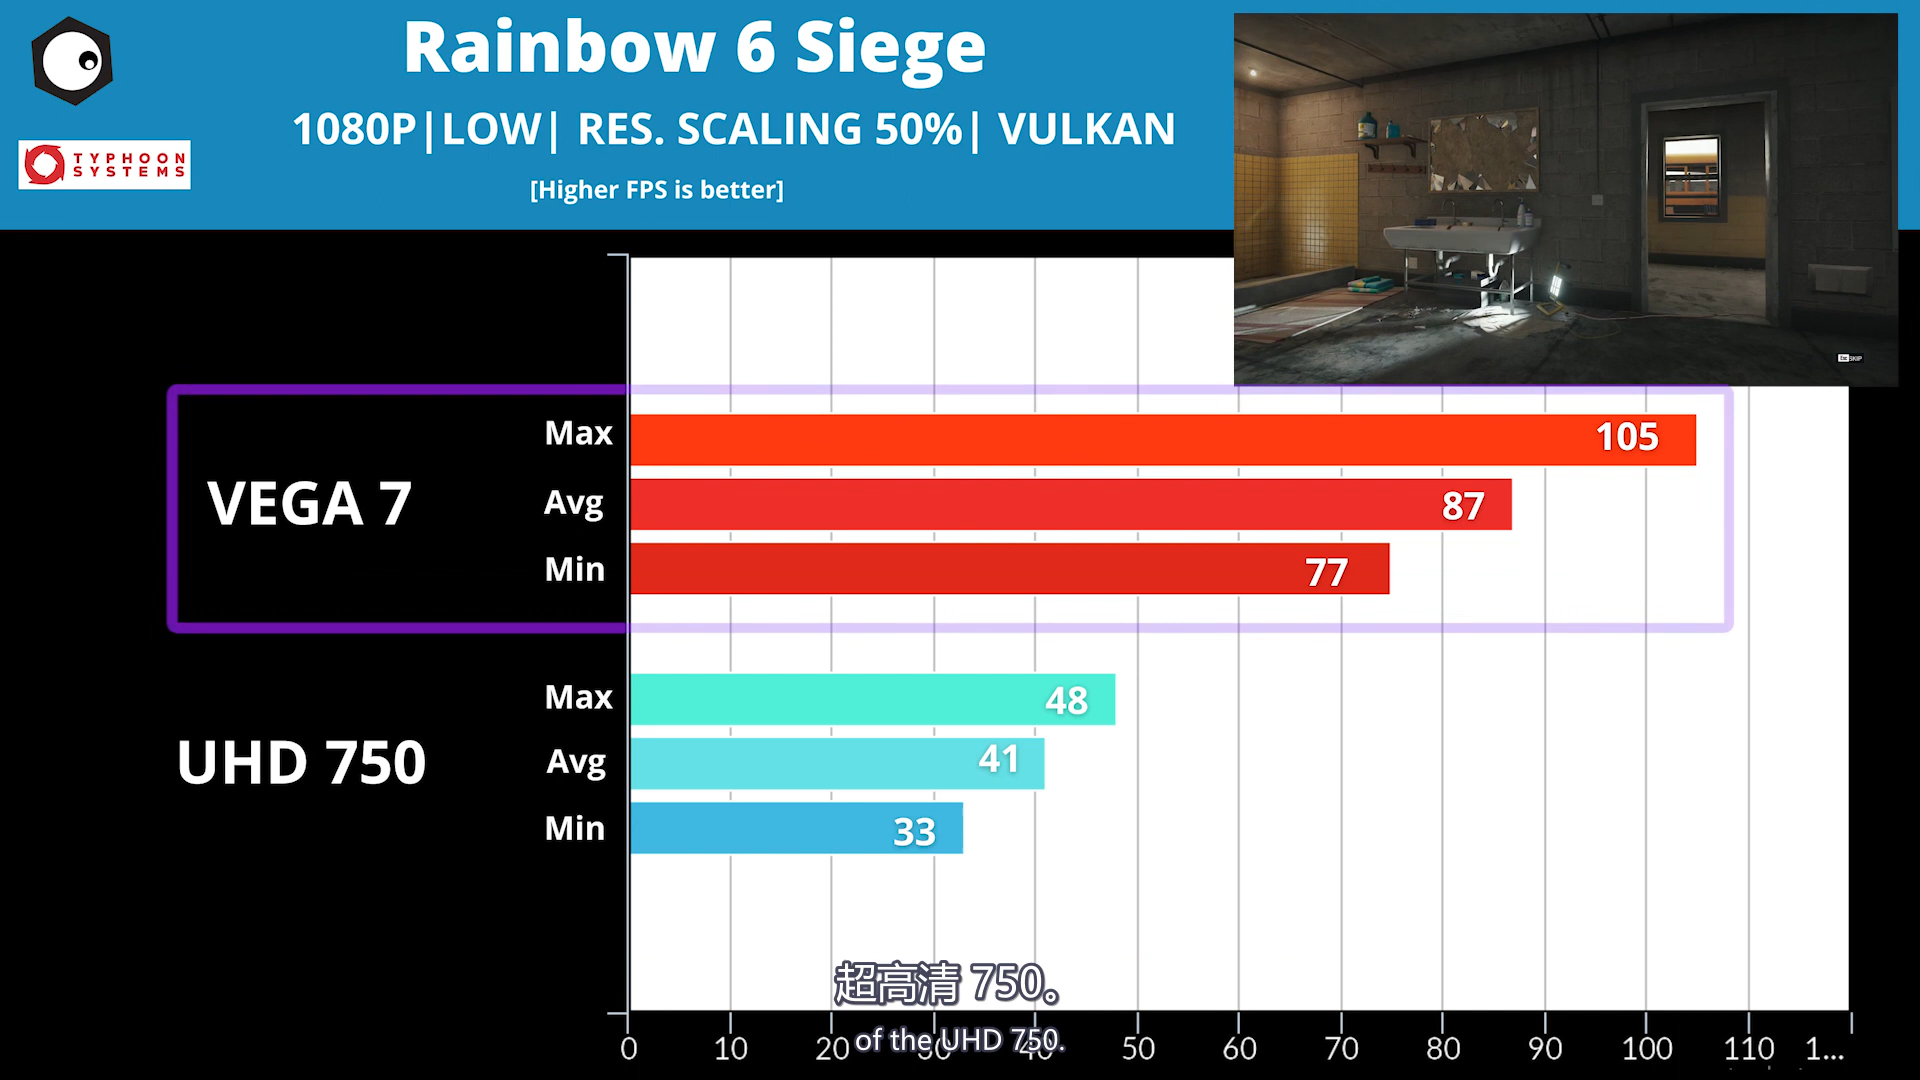 Rainbow 6 Siege
1080P|LOW| RES. SCALING 50%| VULKAN
[Higher FPS is better]
TYPHOON
SYSTEMS
Esc SKIP
VEGA 7
Max
105
Avg
87
Min
77
UHD 750
Max
48
Avg
41
Min
33
超高清 750。
of the UHD 750.
0 10 20 30 40 50 60 70 80 90 100 110 1...